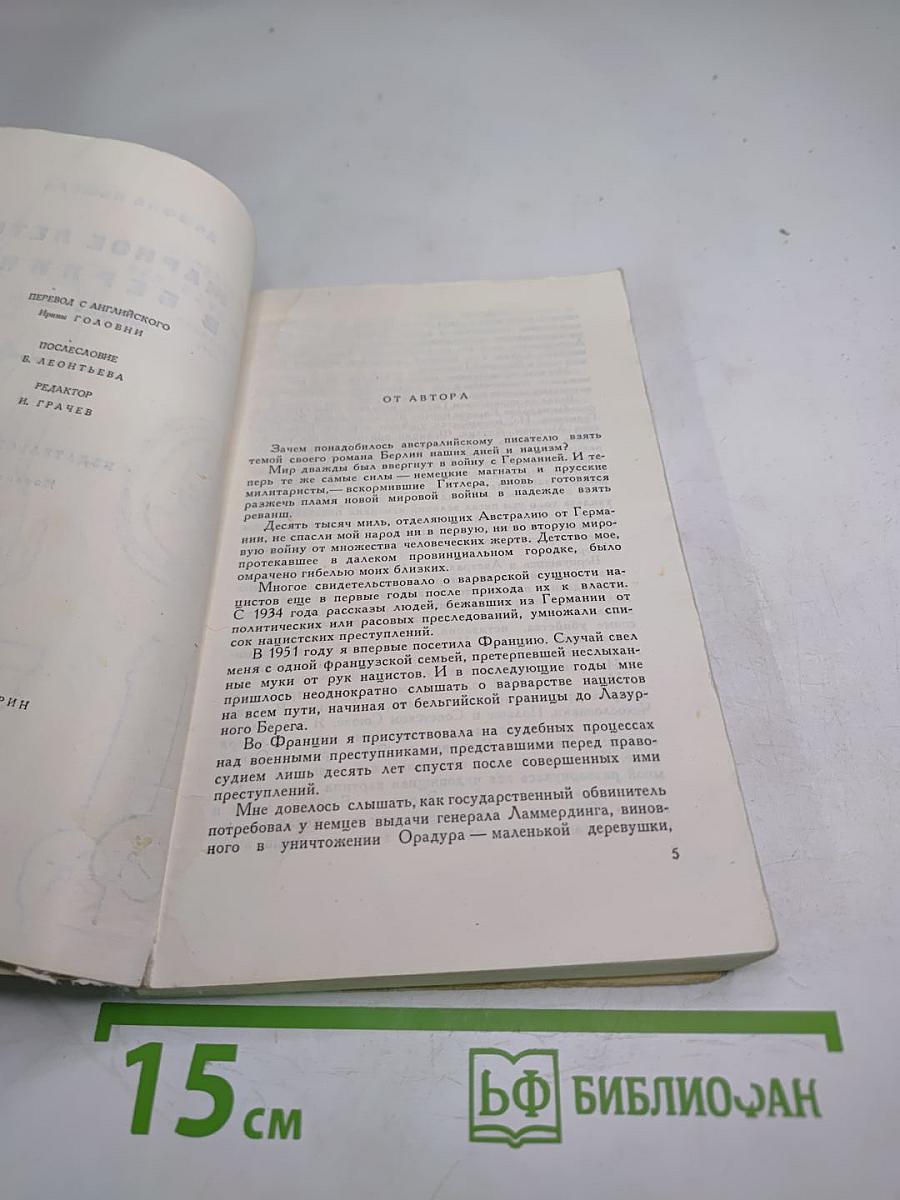 ПЕРЕВОД С АНГЛИЙСКОГО
Ирины ГОЛОВНИ
ПОСЛЕСЛОВИЕ
Б. ЛЕОНТЬЕВА
РЕДАКТОР
И. ГРАЧЕВ
РИН
ОТ АВТОРА
Зачем понадобилось австралийскому писателю взять
темой своего романа Берлин наших дней и нацизм?
Мир дважды был ввергнут в войну с Германией. И те-
перь те же самые силы — немецкие магнаты и прусские
милитаристы,— вскормившие Гитлера, вновь готовятся
разжечь пламя новой мировой войны в надежде взять
реванш.
Десять тысяч миль, отделяющих Австралию от Герма-
нии, не спасли мой народ ни в первую, ни во вторую миро-
вую войну от множества человеческих жертв. Детство мое,
протекавшее в далеком провинциальном городке, было
омрачено гибелью моих близких.
Многое свидетельствовало о варварской сущности на-
цистов еще в первые годы после прихода их к власти.
С 1934 года рассказы людей, бежавших из Германии от
политических или расовых преследований, умножали спи-
сок нацистских преступлений.
В 1951 году я впервые посетила Францию. Случай свел
меня с одной французской семьей, претерпевшей неслыхан-
ные муки от рук нацистов. И в последующие годы мне
пришлось неоднократно слышать о варварстве нацистов
на всем пути, начиная от бельгийской границы до Лазур-
ного Берега.
Во Франции я присутствовала на судебных процессах
над военными преступниками, представшими перед право-
судием лишь десять лет спустя после совершенных ими
преступлений.
Мне довелось слышать, как государственный обвинитель
потребовал у немцев выдачи генерала Ламмердинга, винов-
ного в уничтожении Орадура — маленькой деревушки,
5
15 см
БФ БИБЛИОФАН